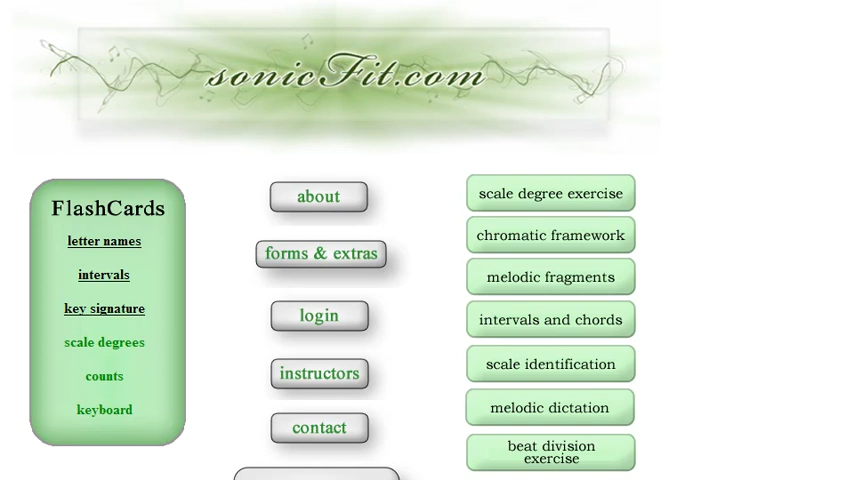 sonicFit.com
FlashCards
letter names
intervals
key signature
scale degrees
counts
keyboard
about
forms & extras
login
instructors
contact
scale degree exercise
chromatic framework
melodic fragments
intervals and chords
scale identification
melodic dictation
beat division
exercise